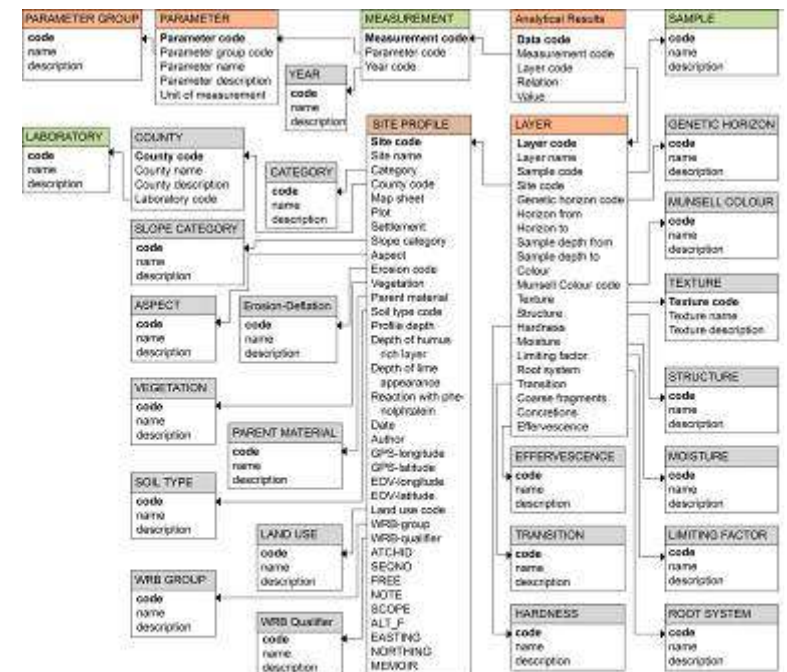 PARAMETER GROUP
code
name
description
PARAMETER
Parameter code
Parameter group code
Parameter name
Parameter description
Unit of measurement
MEASUREMENT
Measurement code
Parameter code
Year code
Analytical Results
Data code
Measurement code
Layer code
Relation
Value
SAMPLE
code
name
description
YEAR
code
name
description
LABORATORY
code
name
description
COUNTY
County code
County name
County description
Laboratory code
CATEGORY
code
name
description
SITE PROFILE
Site code
Site name
Category
County code
Map sheet
Plot
Settlement
Slope category
Aspect
Erosion code
Vegetation
Parent material
Soil type code
Profile depth
Depth of humus
rich layer
Depth of lime
appearance
Reaction with phe-
nolphtalein
Date
Author
GPS-longitude
GPS-latitude
EOV-longitude
EOV-latitude
Land use code
WRB-group
WRB-qualifier
ATCHID
SEQNO
FREE
NOTE
SCOPE
ALT_F
EASTING
NORTHING
MEMOIR
LAYER
Layer code
Layer name
Sample code
Site code
Genetic horizon code
Horizon from
Horizon to
Sample depth from
Sample depth to
Colour
Munsell Colour code
Texture
Structure
Hardness
Moisture
Limiting factor
Root system
Transition
Coarse fragments
Concretions
Effervescence
GENETIC HORIZON
code
name
description
MUNSELL COLOUR
code
name
description
SLOPE CATEGORY
code
name
description
ASPECT
code
name
description
Erosion-Deflation
code
name
description
TEXTURE
Texture code
Texture name
Texture description
VEGETATION
code
name
description
PARENT MATERIAL
code
name
description
STRUCTURE
code
name
description
EFFERVESCENCE
code
name
description
MOISTURE
code
name
description
SOIL TYPE
code
name
description
LAND USE
code
name
description
TRANSITION
code
name
description
LIMITING FACTOR
code
name
description
WRB GROUP
code
name
description
WRB Qualifier
code
name
description
HARDNESS
code
name
description
ROOT SYSTEM
code
name
description